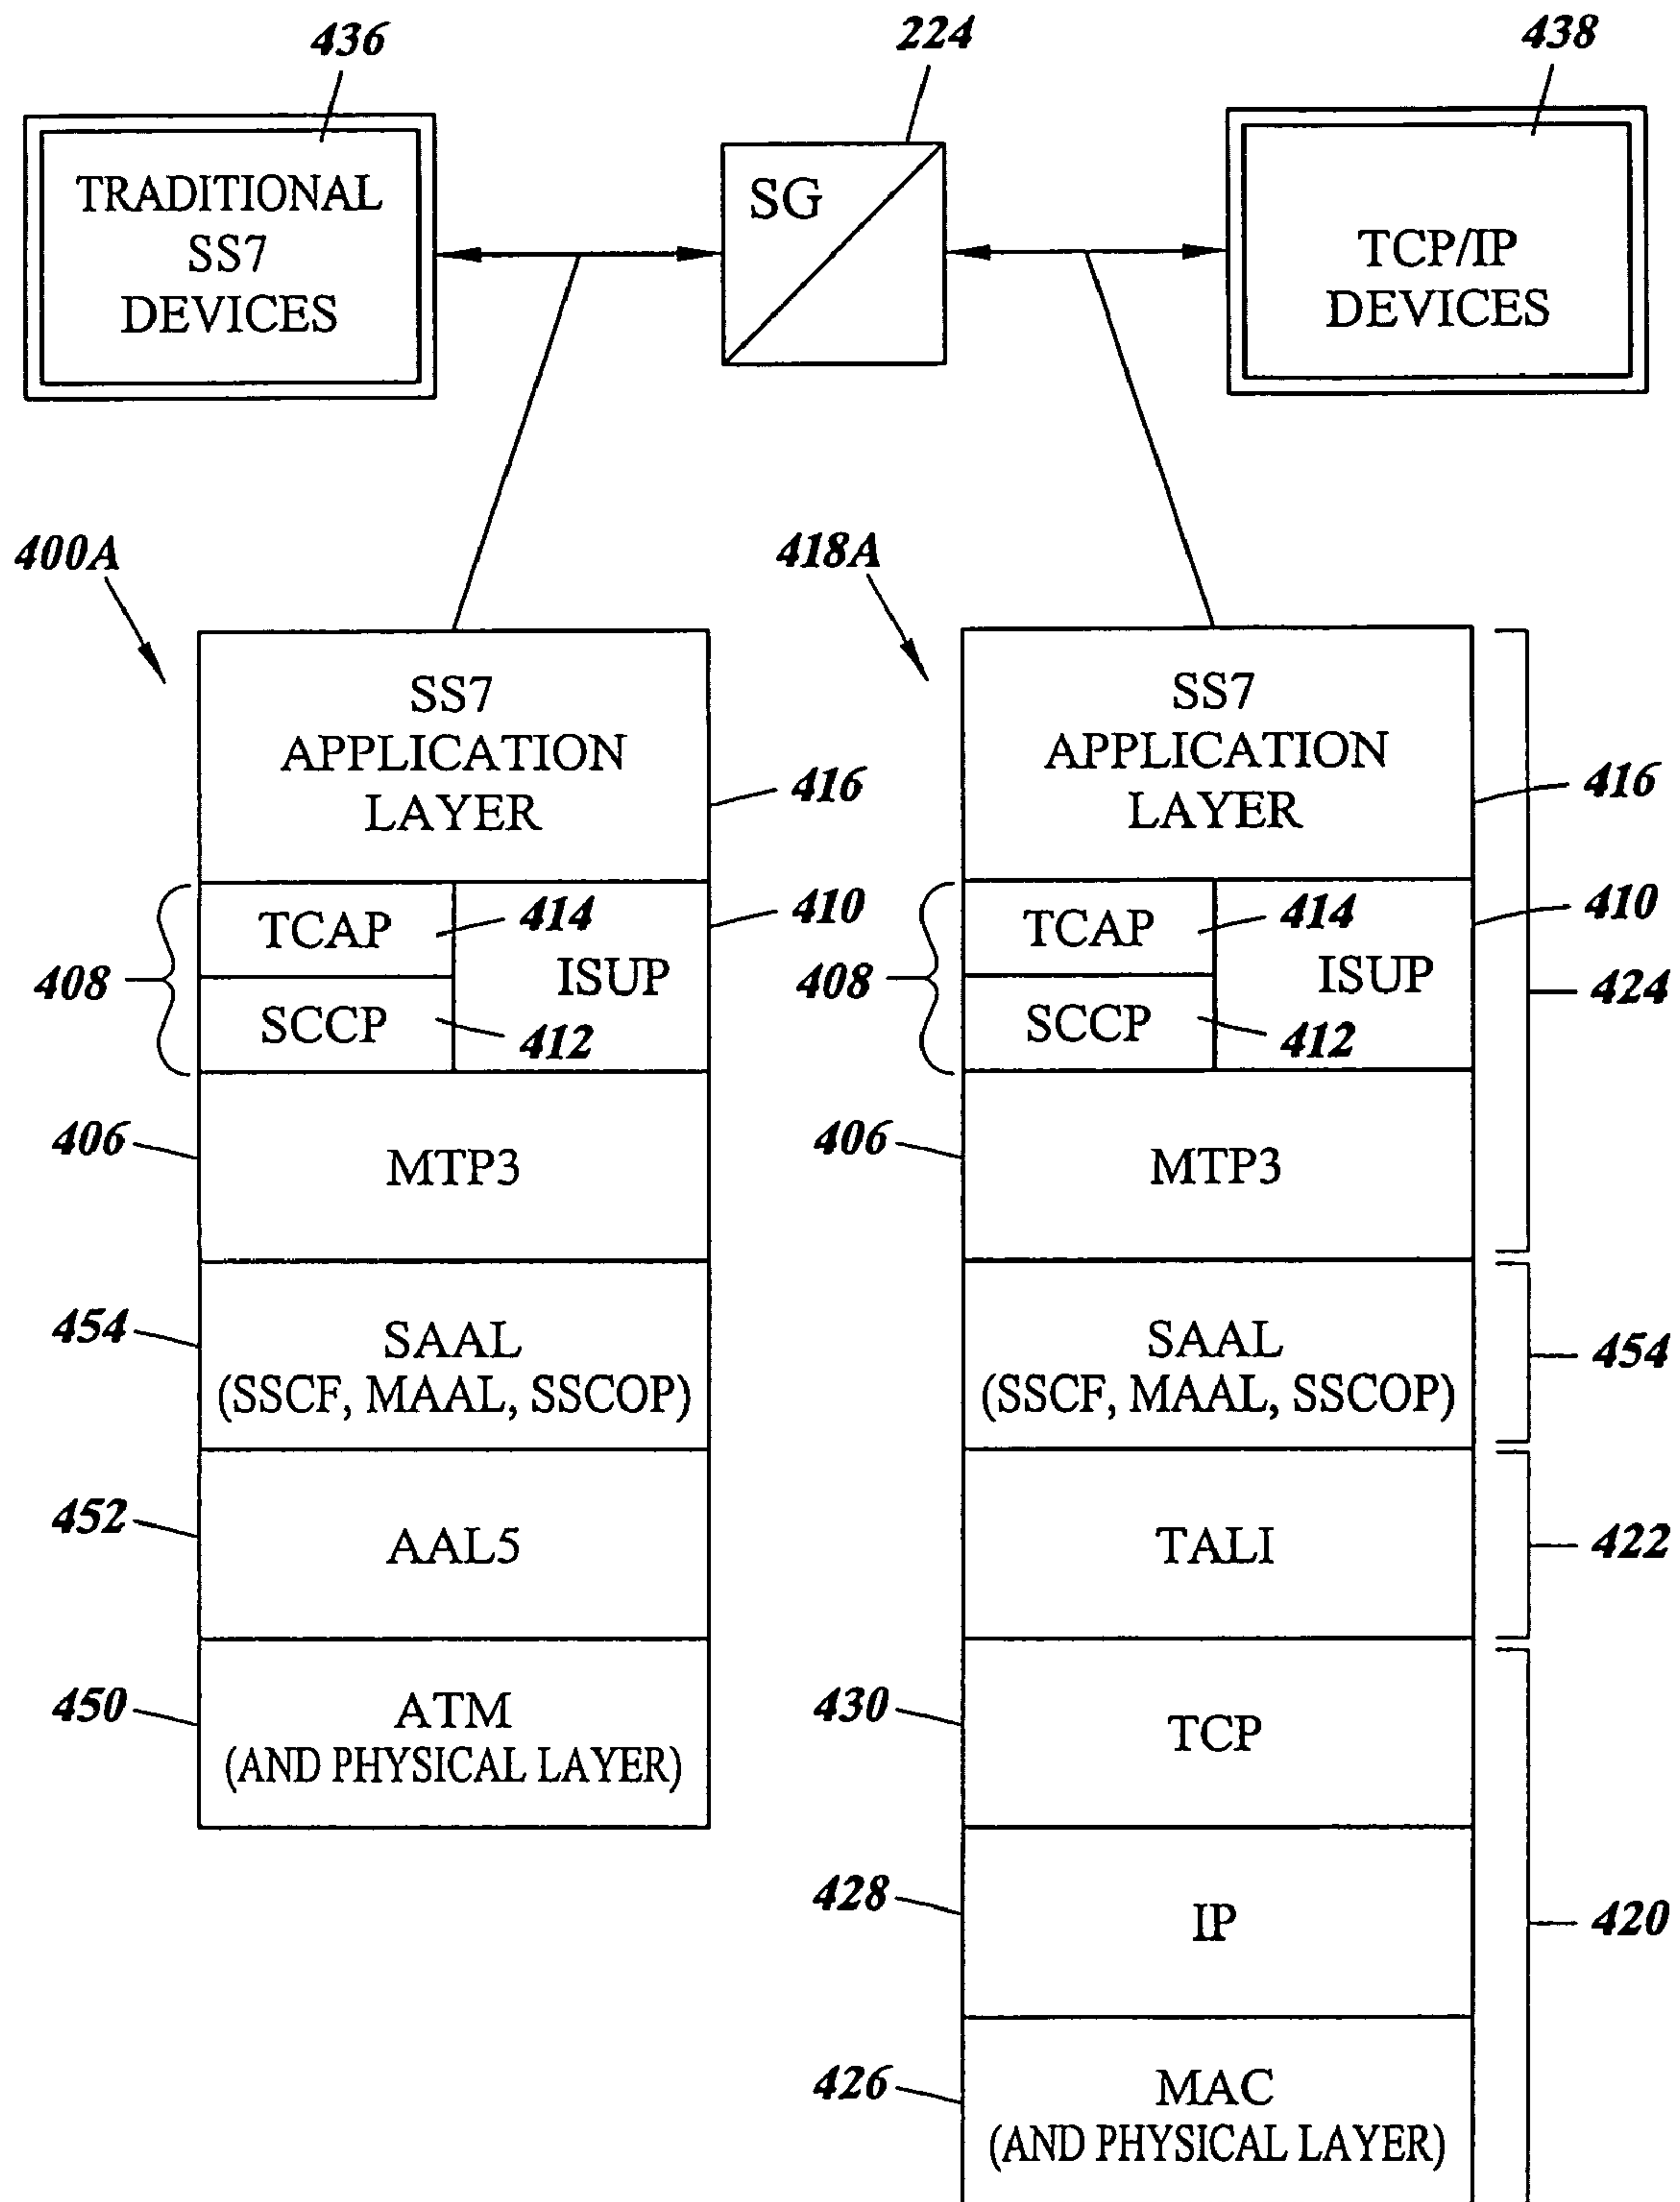 436
224
438
TRADITIONAL
SS7
DEVICES
SG
TCP/IP
DEVICES
400A
418A
SS7
APPLICATION
LAYER
416
TCAP
414
410
408
ISUP
SCCP
412
406
MTP3
454
SAAL
(SSCF, MAAL, SSCOP)
452
AAL5
450
ATM
(AND PHYSICAL LAYER)
SS7
APPLICATION
LAYER
416
TCAP
414
410
408
ISUP
424
SCCP
412
406
MTP3
SAAL
(SSCF, MAAL, SSCOP)
454
TALI
422
430
TCP
428
IP
420
426
MAC
(AND PHYSICAL LAYER)